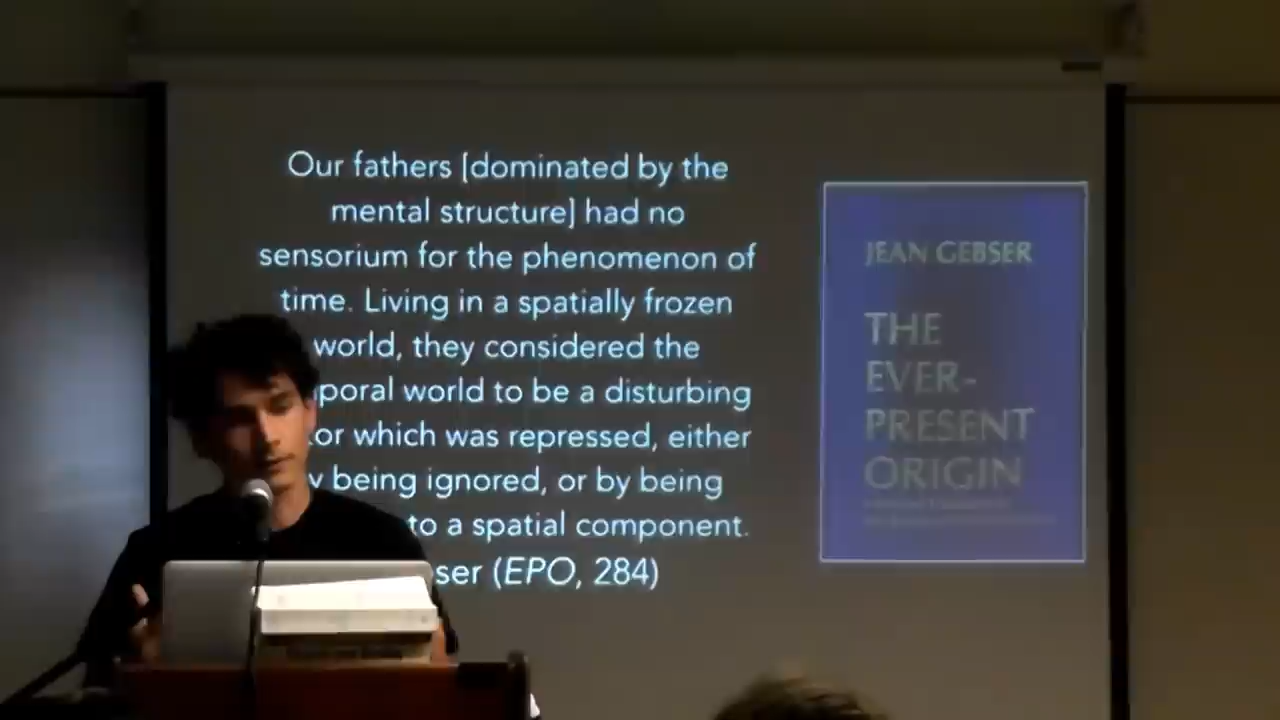 Our fathers [dominated by the
mental structure] had no
sensorium for the phenomenon of
time. Living in a spatially frozen
world, they considered the
poral world to be a disturbing
or which was repressed, either
being ignored, or by being
to a spatial component.
ser (EPO, 284)
JEAN GEBSER
THE
EVER-
PRESENT
ORIGIN